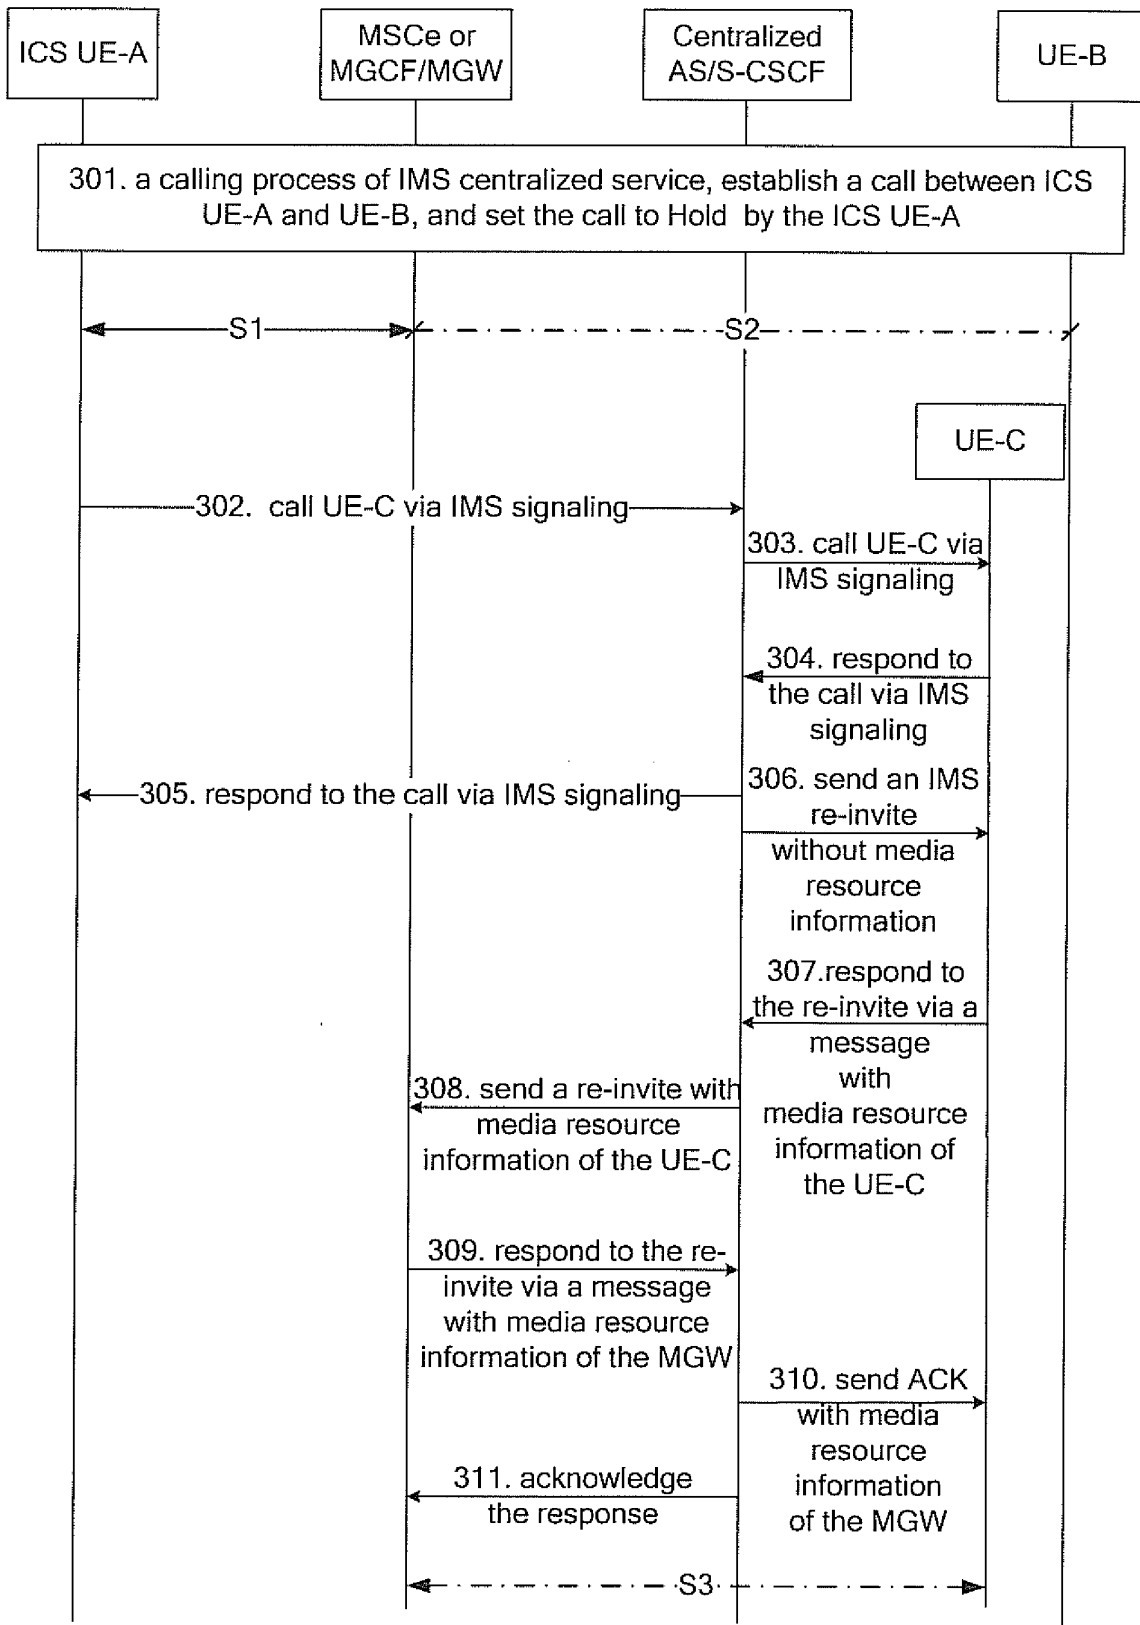 ICS UE-A
MSCe or
MGCF/MGW
Centralized
AS/S-CSCF
UE-B
301. a calling process of IMS centralized service, establish a call between ICS
UE-A and UE-B, and set the call to Hold by the ICS UE-A
S1
S2
UE-C
302. call UE-C via IMS signaling
303. call UE-C via
IMS signaling
304. respond to
the call via IMS
signaling
305. respond to the call via IMS signaling
306. send an IMS
re-invite
without media
resource
information
307.respond to
the re-invite via a
message
with
media resource
information of
the UE-C
308. send a re-invite with
media resource
information of the UE-C
309. respond to the re-
invite via a message
with media resource
information of the MGW
310. send ACK
with media
resource
information
of the MGW
311. acknowledge
the response
S3